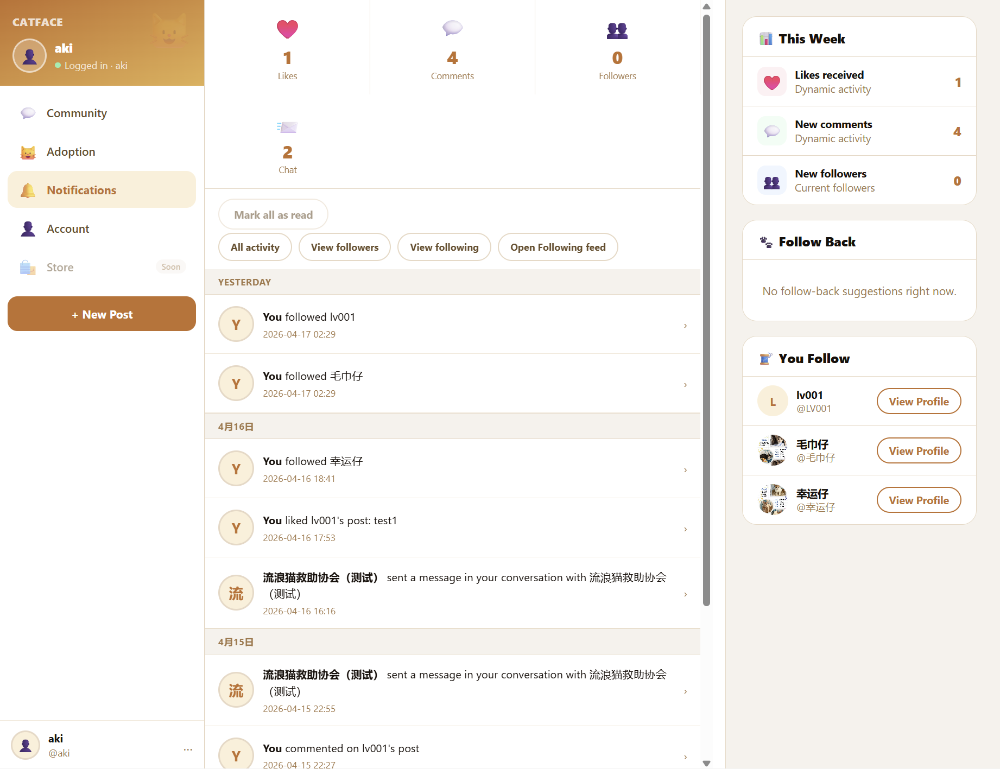 CATFACE
aki
Logged in · aki
Community
Adoption
Notifications
Account
Store
Soon
+ New Post
aki
@aki
...
1
Likes
4
Comments
0
Followers
2
Chat
Mark all as read
All activity
View followers
View following
Open Following feed
YESTERDAY
Y
You followed lv001
2026-04-17 02:29
Y
You followed 毛巾仔
2026-04-17 02:29
4月16日
Y
You followed 幸运仔
2026-04-16 18:41
Y
You liked lv001's post: test1
2026-04-16 17:53
流
流浪猫救助协会（测试） sent a message in your conversation with 流浪猫救助协会
（测试）
2026-04-16 16:16
4月15日
流
流浪猫救助协会（测试） sent a message in your conversation with 流浪猫救助协会
（测试）
2026-04-15 22:55
Y
You commented on lv001's post
2026-04-15 22:27
This Week
Likes received
Dynamic activity
1
New comments
Dynamic activity
4
New followers
Current followers
0
Follow Back
No follow-back suggestions right now.
You Follow
L
lv001
@LV001
View Profile
毛巾仔
@毛巾仔
View Profile
幸运仔
@幸运仔
View Profile